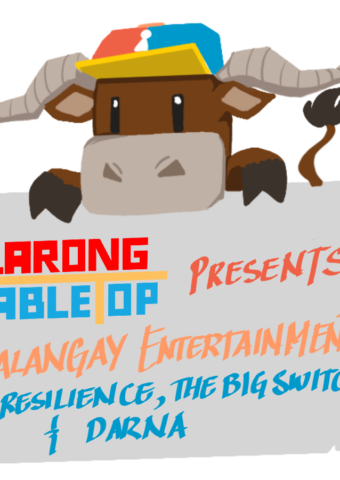 LARONG
ABLETOP
PRESENTS
ALANGAY ENTERTAINMEN
RESILIENCE, THE BIG SWITC
& DARNA